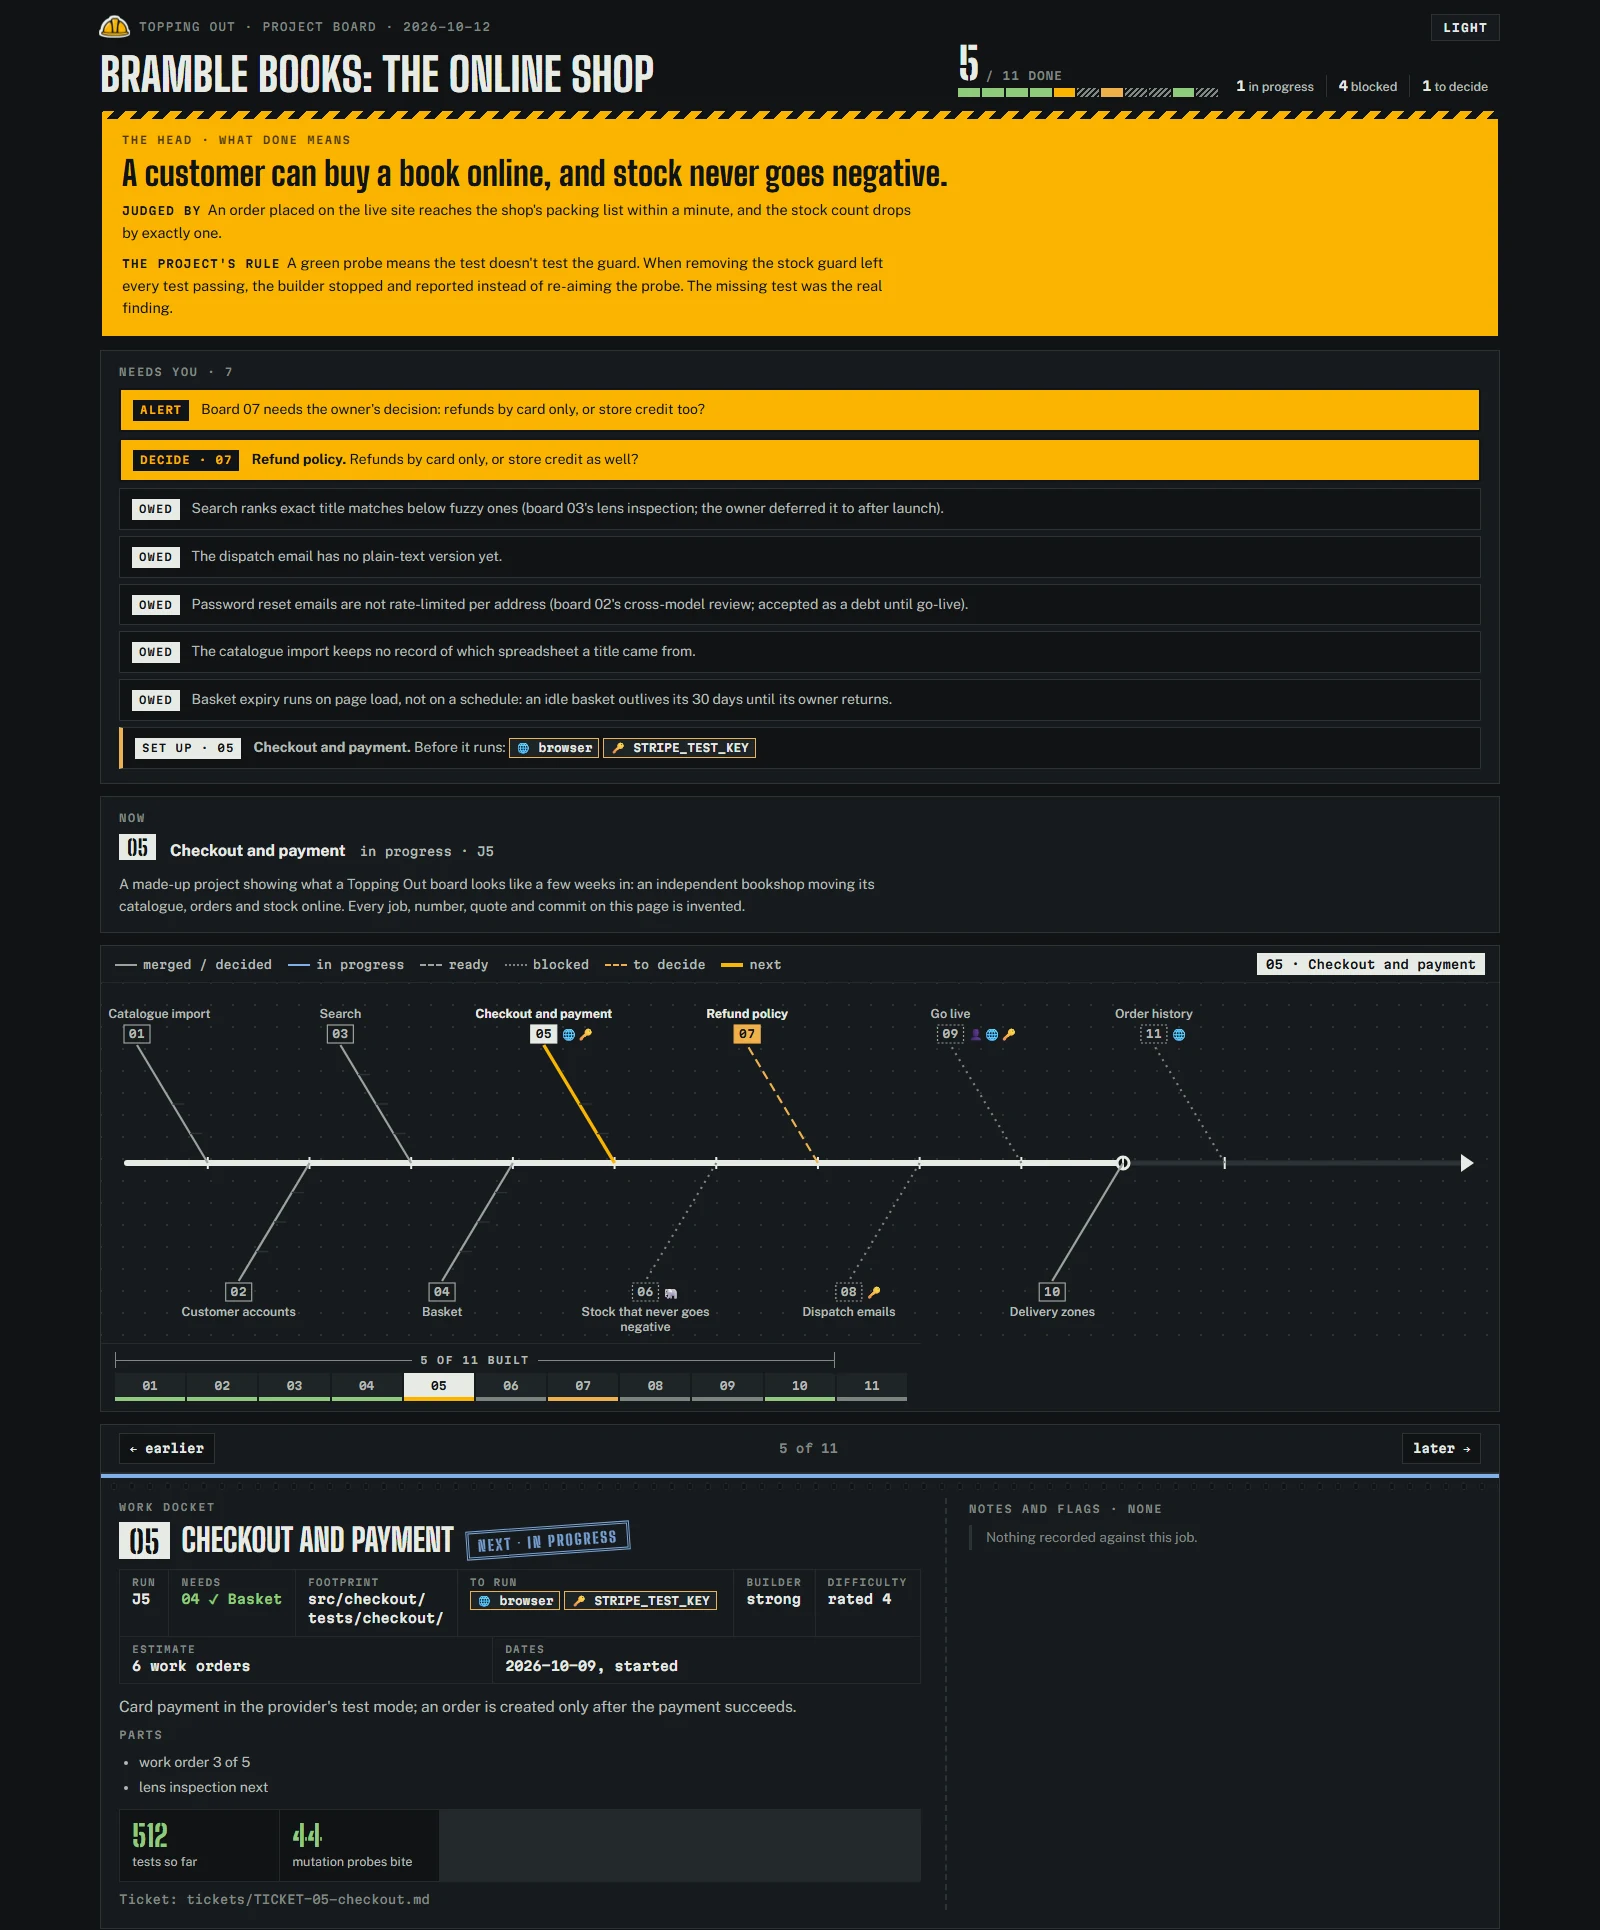 TOPPING OUT · PROJECT BOARD · 2026-10-12
LIGHT
BRAMBLE BOOKS: THE ONLINE SHOP
5 / 11 DONE
1 in progress
4 blocked
1 to decide
THE HEAD · WHAT DONE MEANS
A customer can buy a book online, and stock never goes negative.
JUDGED BY An order placed on the live site reaches the shop's packing list within a minute, and the stock count drops
by exactly one.
THE PROJECT'S RULE A green probe means the test doesn't test the guard. When removing the stock guard left
every test passing, the builder stopped and reported instead of re-aiming the probe. The missing test was the real
finding.
NEEDS YOU · 7
ALERT Board 07 needs the owner's decision: refunds by card only, or store credit too?
DECIDE · 07 Refund policy. Refunds by card only, or store credit as well?
OWED Search ranks exact title matches below fuzzy ones (board 03's lens inspection; the owner deferred it to after launch).
OWED The dispatch email has no plain-text version yet.
OWED Password reset emails are not rate-limited per address (board 02's cross-model review; accepted as a debt until go-live).
OWED The catalogue import keeps no record of which spreadsheet a title came from.
OWED Basket expiry runs on page load, not on a schedule: an idle basket outlives its 30 days until its owner returns.
SET UP · 05 Checkout and payment. Before it runs: browser STRIPE_TEST_KEY
NOW
05 Checkout and payment in progress · J5
A made-up project showing what a Topping Out board looks like a few weeks in: an independent bookshop moving its
catalogue, orders and stock online. Every job, number, quote and commit on this page is invented.
merged / decided in progress ready blocked to decide next
05 · Checkout and payment
Catalogue import
01
Search
03
Checkout and payment
05
Refund policy
07
Go live
09
Order history
11
02
Customer accounts
04
Basket
06
Stock that never goes
negative
08
Dispatch emails
10
Delivery zones
5 OF 11 BUILT
01 02 03 04 05 06 07 08 09 10 11
← earlier
5 of 11
later →
WORK DOCKET
05 CHECKOUT AND PAYMENT NEXT · IN PROGRESS
RUN
J5
NEEDS
04 ✓ Basket
FOOTPRINT
src/checkout/
tests/checkout/
TO RUN
browser STRIPE_TEST_KEY
BUILDER
strong
DIFFICULTY
rated 4
ESTIMATE
6 work orders
DATES
2026-10-09, started
Card payment in the provider's test mode; an order is created only after the payment succeeds.
PARTS
• work order 3 of 5
• lens inspection next
512
tests so far
44
mutation probes bite
Ticket: tickets/TICKET-05-checkout.md
NOTES AND FLAGS · NONE
Nothing recorded against this job.